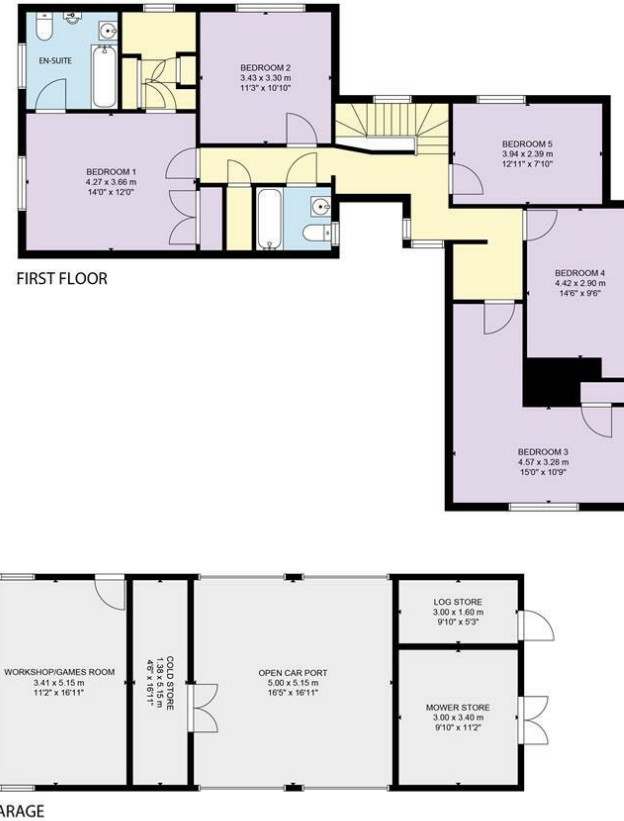 EN-SUITE
BEDROOM 2
3.43 x 3.30 m
11'3" x 10'10"
BEDROOM 5
3.94 x 2.39 m
12'11" x 7'10"
BEDROOM 1
4.27 x 3.66 m
14'0" x 12'0"
BEDROOM 4
4.42 x 2.90 m
14'6" x 9'6"
FIRST FLOOR
BEDROOM 3
4.57 x 3.28 m
15'0" x 10'9"
LOG STORE
3.00 x 1.60 m
9'10" x 5'3"
WORKSHOP/GAMES ROOM
3.41 x 5.15 m
11'2" x 16'11"
COLD STORE
1.38 x 5.15 m
4'6" x 16'11"
OPEN CAR PORT
5.00 x 5.15 m
16'5" x 16'11"
MOWER STORE
3.00 x 3.40 m
9'10" x 11'2"
ARAGE